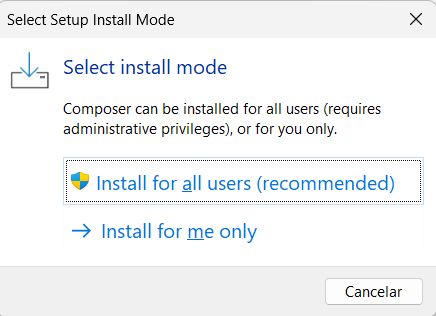 Select Setup Install Mode
Select install mode
Composer can be installed for all users (requires
administrative privileges), or for you only.
Install for all users (recommended)
Install for me only
Cancelar